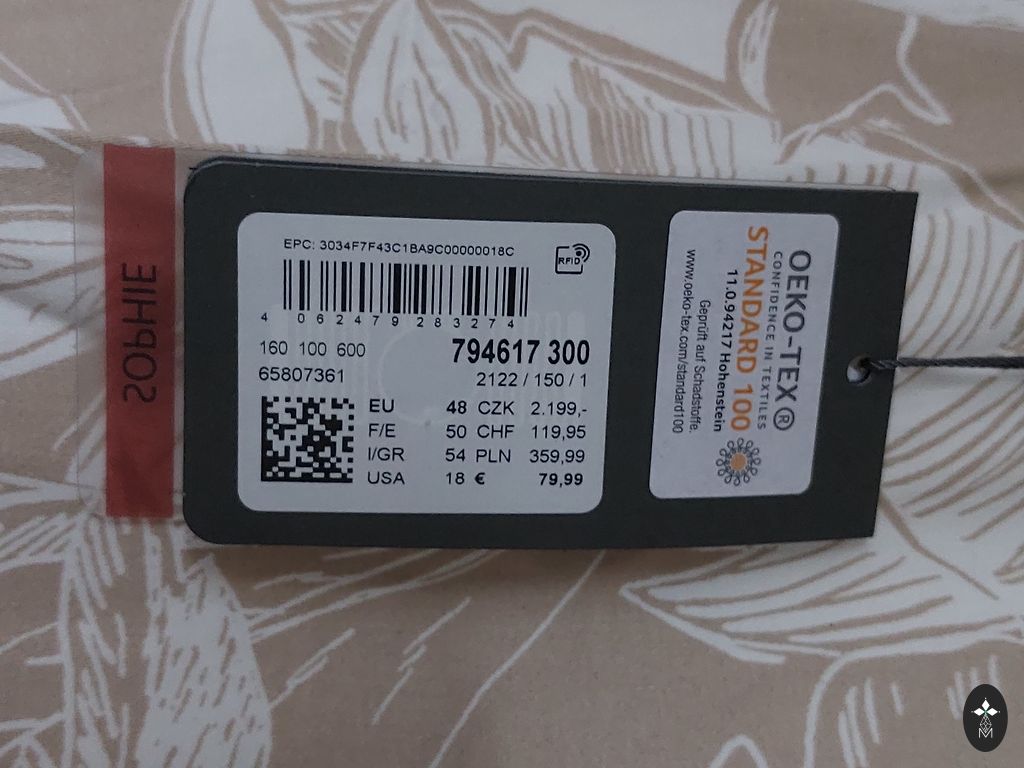 SOPHIE
EPC: 3034F7F43C1BA9C00000018C
RFID
4 062479 283274
160 100 600
794617 300
65807361
2122 / 150 / 1
EU 48 CZK 2.199,-
F/E 50 CHF 119,95
I/GR 54 PLN 359,99
USA 18 € 79,99
OEKO-TEX®
CONFIDENCE IN TEXTILES
STANDARD 100
11.0.94217 Hohenstein
Geprüft auf Schadstoffe.
www.oeko-tex.com/standard100
M